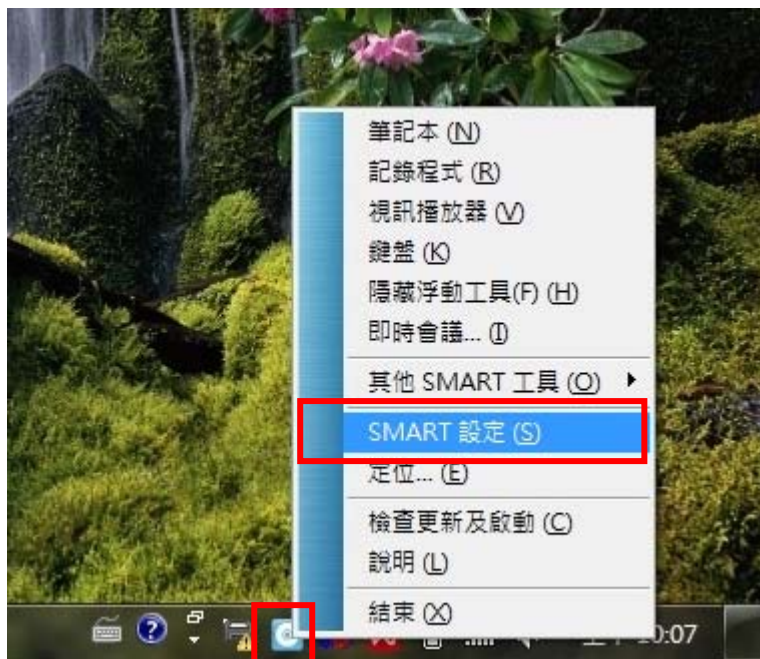 筆記本 (N)
記錄程式 (R)
視訊播放器 (V)
鍵盤 (K)
隱藏浮動工具(F) (H)
即時會議... (I)
其他 SMART 工具 (O)
SMART 設定 (S)
定位... (E)
檢查更新及啟動 (C)
說明 (L)
結束 (X)
:07